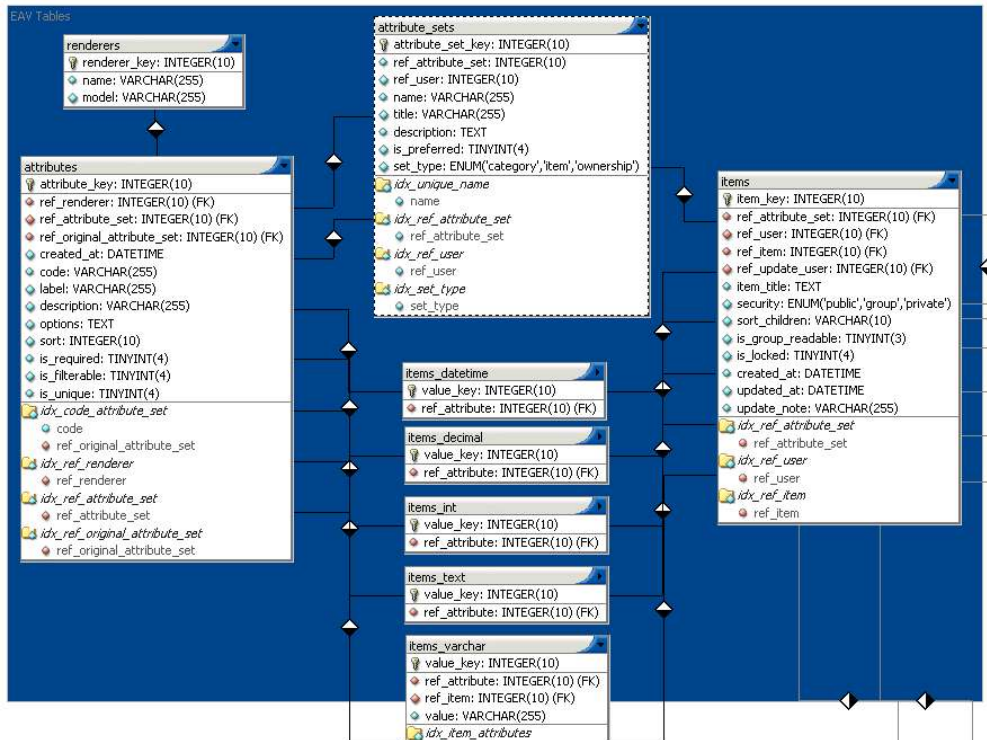 EAV Tables
renderers
renderer_key: INTEGER(10)
name: VARCHAR(255)
model: VARCHAR(255)
attributes
attribute_key: INTEGER(10)
ref_renderer: INTEGER(10) (FK)
ref_attribute_set: INTEGER(10) (FK)
ref_original_attribute_set: INTEGER(10) (FK)
created_at: DATETIME
code: VARCHAR(255)
label: VARCHAR(255)
description: VARCHAR(255)
options: TEXT
sort: INTEGER(10)
is_required: TINYINT(4)
is_filterable: TINYINT(4)
is_unique: TINYINT(4)
idx_code_attribute_set
code
ref_original_attribute_set
idx_ref_renderer
ref_renderer
idx_ref_attribute_set
ref_attribute_set
idx_ref_original_attribute_set
ref_original_attribute_set
attribute_sets
attribute_set_key: INTEGER(10)
ref_attribute_set: INTEGER(10)
ref_user: INTEGER(10)
name: VARCHAR(255)
title: VARCHAR(255)
description: TEXT
is_preferred: TINYINT(4)
set_type: ENUM('category','item','ownership')
idx_unique_name
name
idx_ref_attribute_set
ref_attribute_set
idx_ref_user
ref_user
idx_set_type
set_type
items_datetime
value_key: INTEGER(10)
ref_attribute: INTEGER(10) (FK)
items_decimal
value_key: INTEGER(10)
ref_attribute: INTEGER(10) (FK)
items_int
value_key: INTEGER(10)
ref_attribute: INTEGER(10) (FK)
items_text
value_key: INTEGER(10)
ref_attribute: INTEGER(10) (FK)
items_varchar
value_key: INTEGER(10)
ref_attribute: INTEGER(10) (FK)
ref_item: INTEGER(10) (FK)
value: VARCHAR(255)
idx_item_attributes
items
item_key: INTEGER(10)
ref_attribute_set: INTEGER(10) (FK)
ref_user: INTEGER(10) (FK)
ref_item: INTEGER(10) (FK)
ref_update_user: INTEGER(10) (FK)
item_title: TEXT
security: ENUM('public','group','private')
sort_children: VARCHAR(10)
is_group_readable: TINYINT(3)
is_locked: TINYINT(4)
created_at: DATETIME
updated_at: DATETIME
update_note: VARCHAR(255)
idx_ref_attribute_set
ref_attribute_set
idx_ref_user
ref_user
idx_ref_item
ref_item